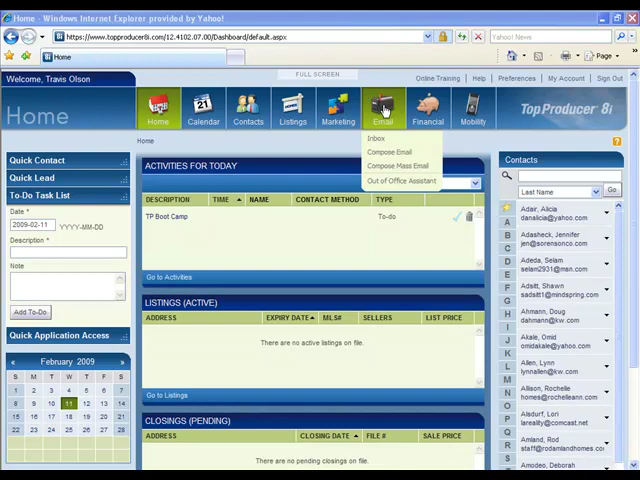 Home - Windows Internet Explorer provided by Yahoo!
https://www.topproducer8i.com/12.4102.07.00/Dashboard/default.aspx
Yahoo! News
8i Home
Page
Welcome, Travis Olson
FULL SCREEN
Online Training | Help | Preferences | My Account | Sign Out
Home
Home
Calendar
Contacts
Listings
Marketing
Email
Financial
Mobility
TOP PRODUCER 8i
Inbox
Compose Email
Compose Mass Email
Out of Office Assistant
Home
Quick Contact
Quick Lead
To-Do Task List
Date *
2009-02-11 YYYY-MM-DD
Description *
Note
Add To-Do
Quick Application Access
« February 2009 »
S M T W T F S
1 2 3 4 5 6 7
8 9 10 11 12 13 14
15 16 17 18 19 20 21
22 23 24 25 26 27 28
ACTIVITIES FOR TODAY
DESCRIPTION TIME NAME CONTACT METHOD TYPE
TP Boot Camp To-do
Go to Activities
LISTINGS (ACTIVE)
ADDRESS EXPIRY DATE MLS# SELLERS LIST PRICE
There are no active listings on file.
Go to Listings
CLOSINGS (PENDING)
ADDRESS CLOSING DATE FILE # SALE PRICE
There are no pending closings on file.
Contacts
Last Name Go
A
B
C
D
E
F
G
H
I
J
K
L
M
N
O
P
Q
R
S
Adair, Alicia
danalicia@yahoo.com
Adasheck, Jennifer
jen@sorensonco.com
Adeda, Selam
selam2931@msn.com
Adsitt, Shawn
sadsitt1@mindspring.com
Ahmann, Doug
dahmann@kw.com
Akale, Omid
omidakale@yahoo.com
Allen, Lynn
lynnallen@kw.com
Allison, Rochelle
homes@rochelleann.com
Alsdurf, Lori
lareality@comcast.net
Amland, Rod
staff@rodamlandhomes.co
Amodeo, Deborah